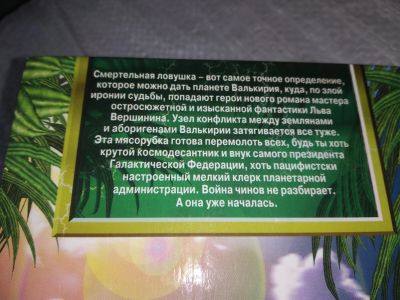 Смертельная ловушка – вот самое точное определение,
которое можно дать планете Валькирия, куда, по злой
иронии судьбы, попадают герои нового романа мастера
остросюжетной и изысканной фантастики Льва
Вершинина. Узел конфликта между землянами
и аборигенами Валькирии затягивается все туже.
Эта мясорубка готова перемолоть всех, будь ты хоть
крутой космодесантник и внук самого президента
Галактической Федерации, хоть пацифистски
настроенный мелкий клерк планетарной
администрации. Война чинов не разбирает.
А она уже началась.